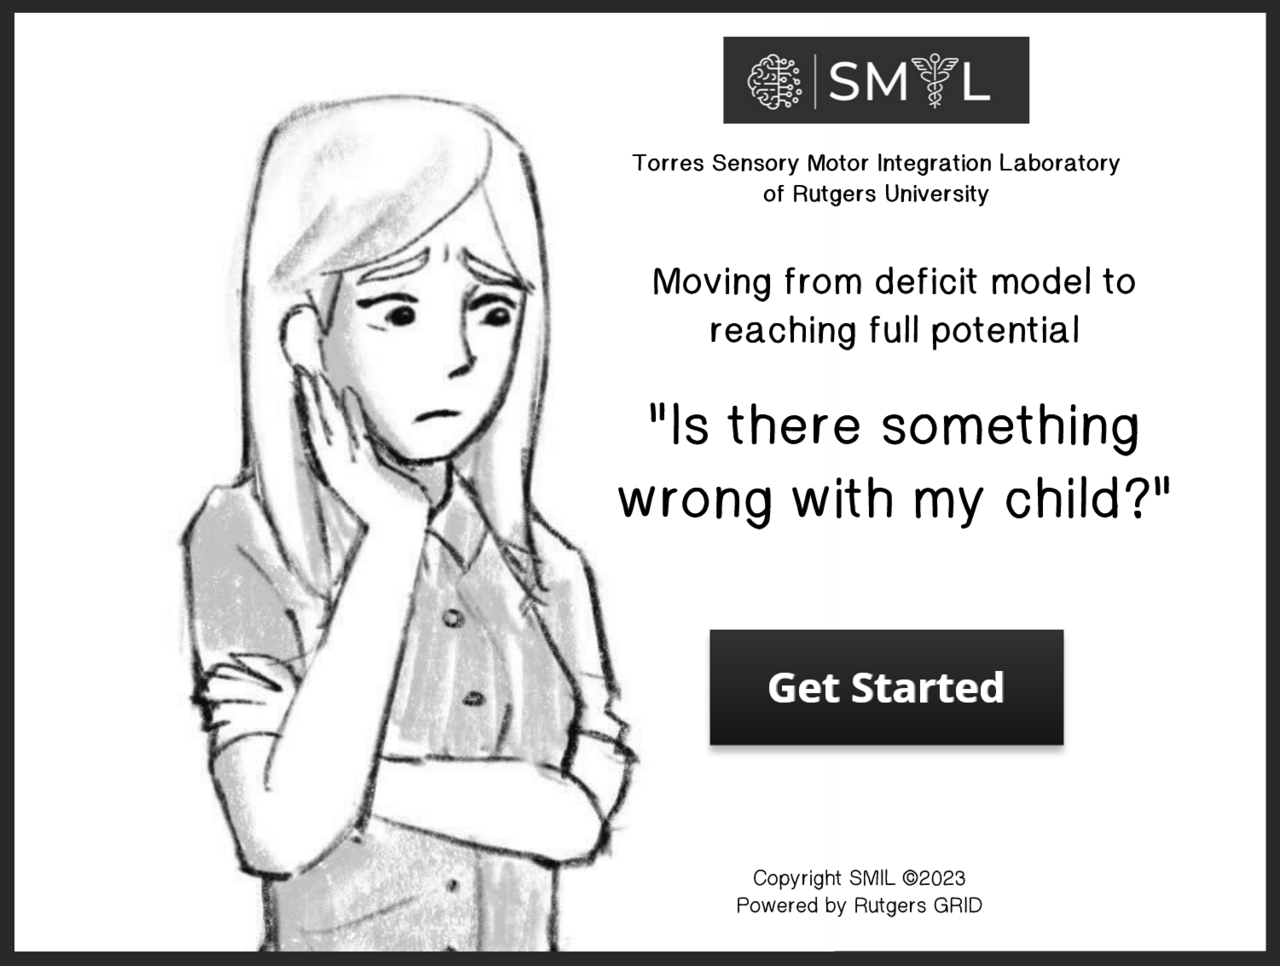 SMIL
Torres Sensory Motor Integration Laboratory
of Rutgers University
Moving from deficit model to
reaching full potential
"Is there something
wrong with my child?"
Get Started
Copyright SMIL ©2023
Powered by Rutgers GRID